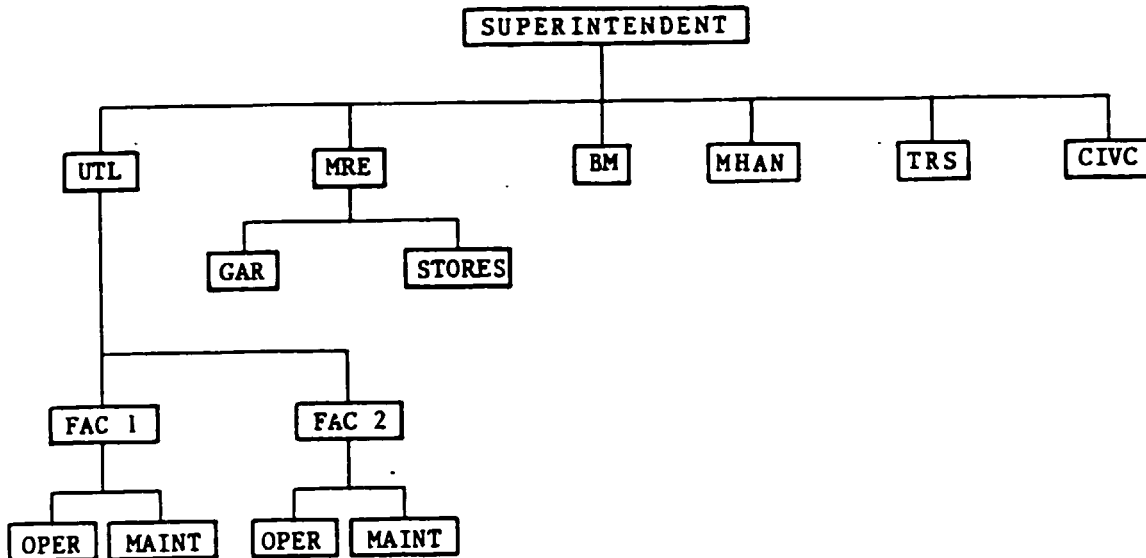 SUPERINTENDENT
UTL MRE BM MHAN TRS CIVC
GAR STORES
FAC 1 FAC 2
OPER MAINT OPER MAINT